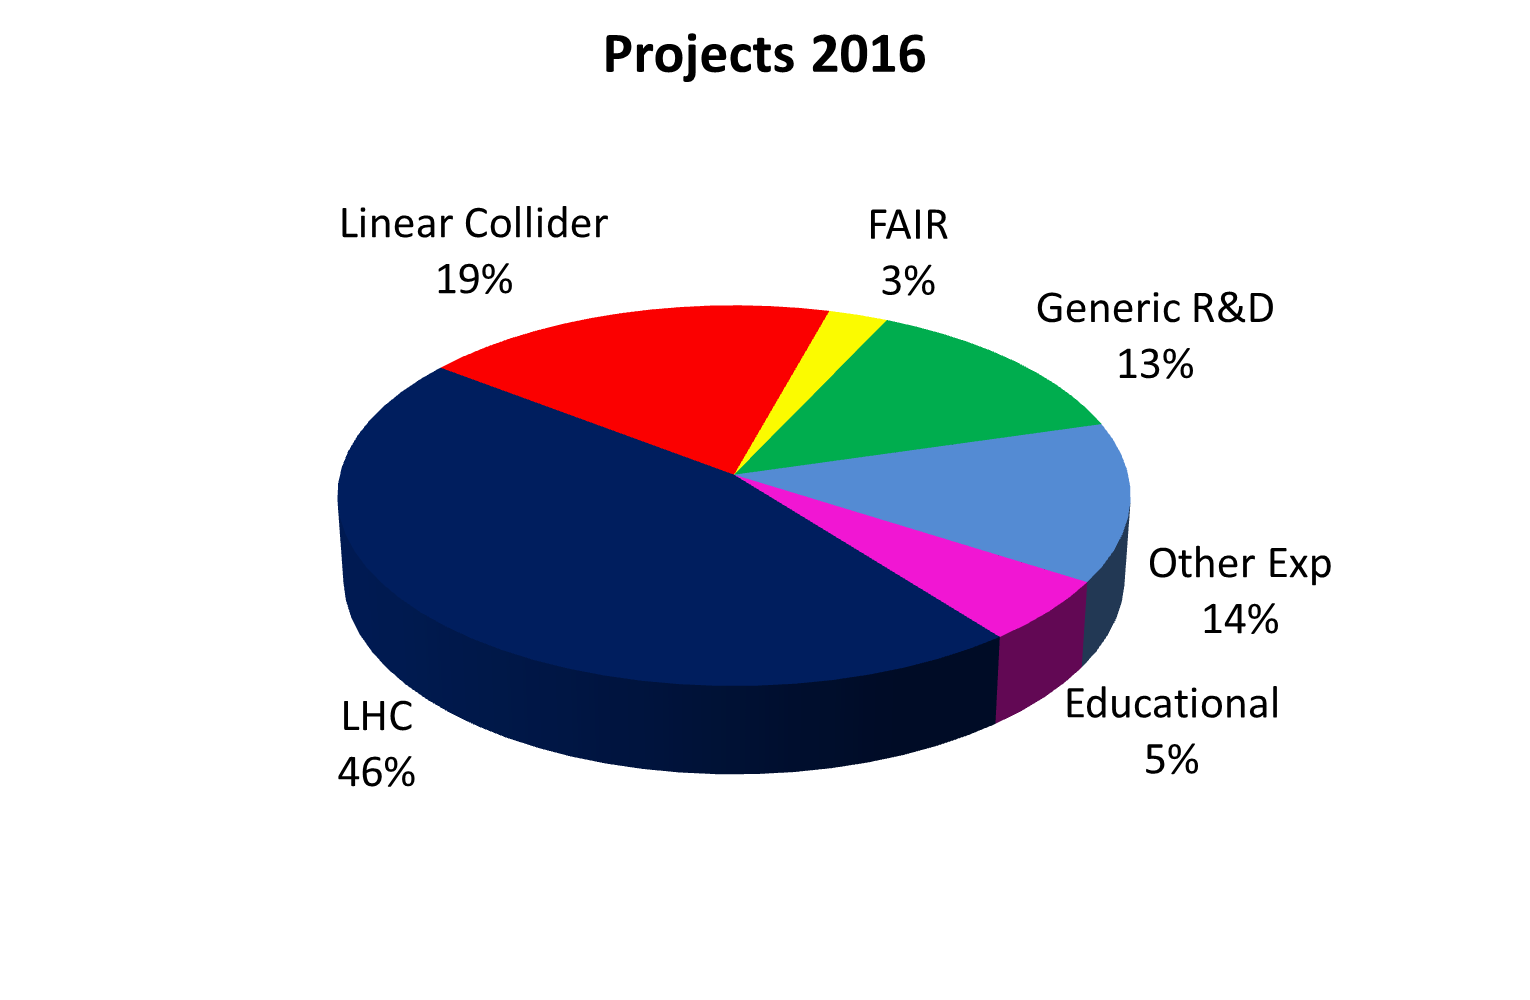 Projects 2016
Linear Collider
19%
FAIR
3%
Generic R&D
13%
Other Exp
14%
Educational
5%
LHC
46%